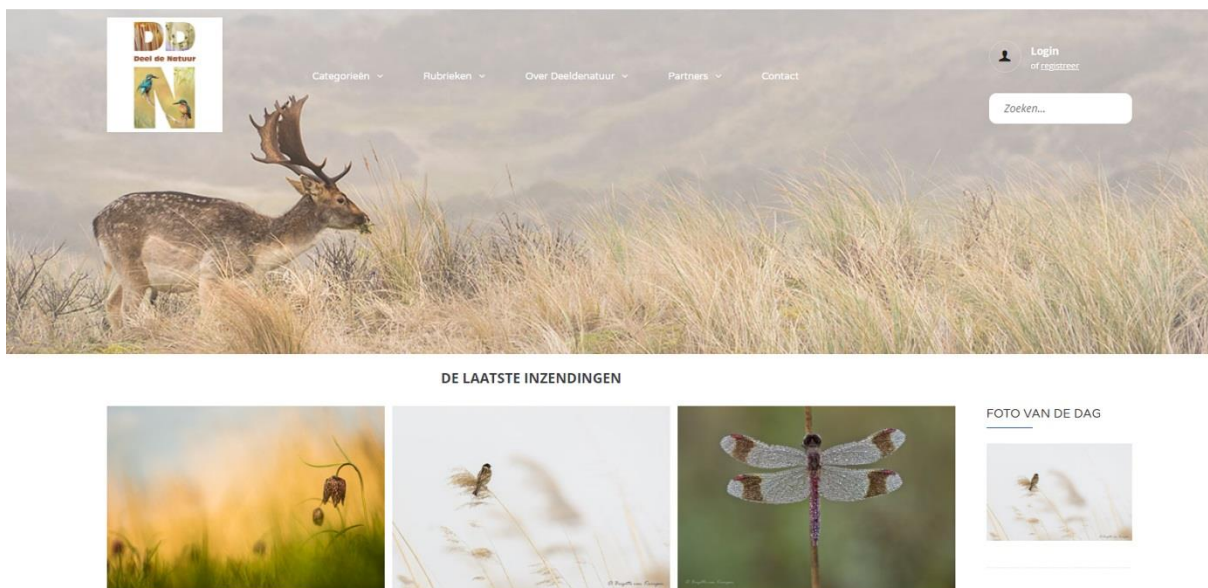 DD
Deel de Natuur
N
Categorieën
Rubrieken
Over Deeldenatuur
Partners
Contact
Login
of registreer
Zoeken...
DE LAATSTE INZENDINGEN
FOTO VAN DE DAG